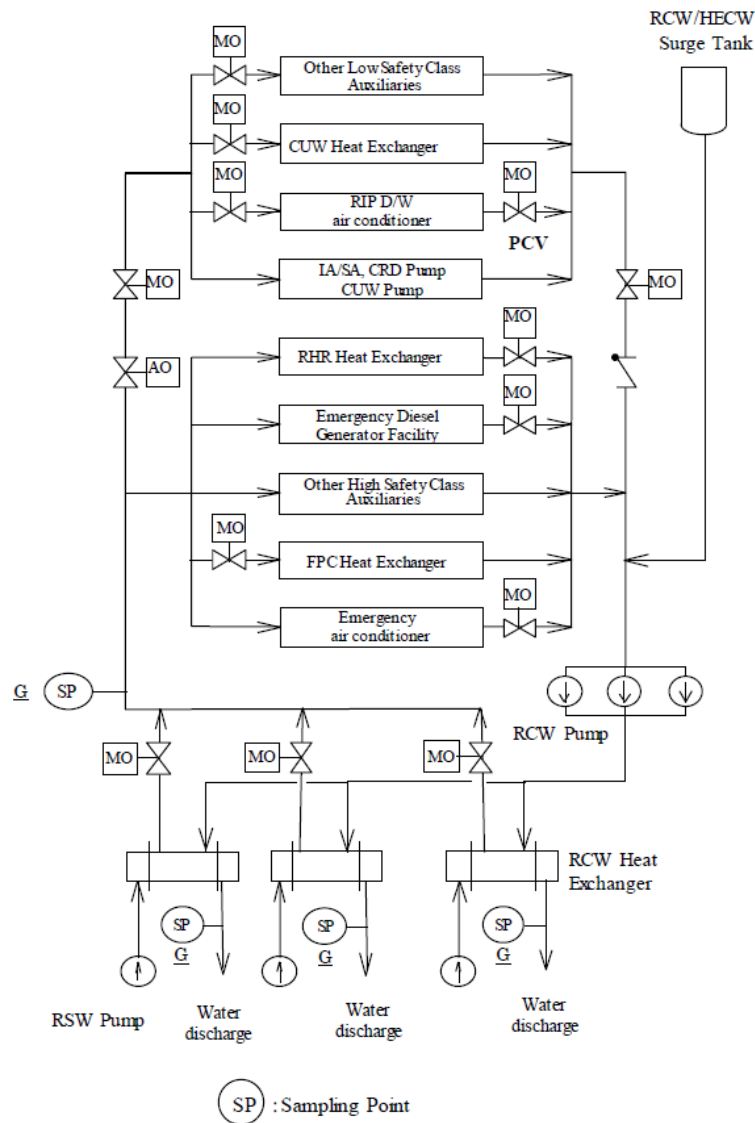 RCW/HECW
Surge Tank
MO
Other Low Safety Class
Auxiliaries
MO
CUW Heat Exchanger
MO
MO
RIP D/W
air conditioner
PCV
IA/SA, CRD Pump
CUW Pump
MO
MO
MO
RHR Heat Exchanger
AO
MO
Emergency Diesel
Generator Facility
Other High Safety Class
Auxiliaries
MO
FPC Heat Exchanger
MO
Emergency
air conditioner
G
SP
RCW Pump
MO
MO
MO
RCW Heat
Exchanger
SP
G
SP
G
SP
G
RSW Pump
Water
discharge
Water
discharge
Water
discharge
SP : Sampling Point